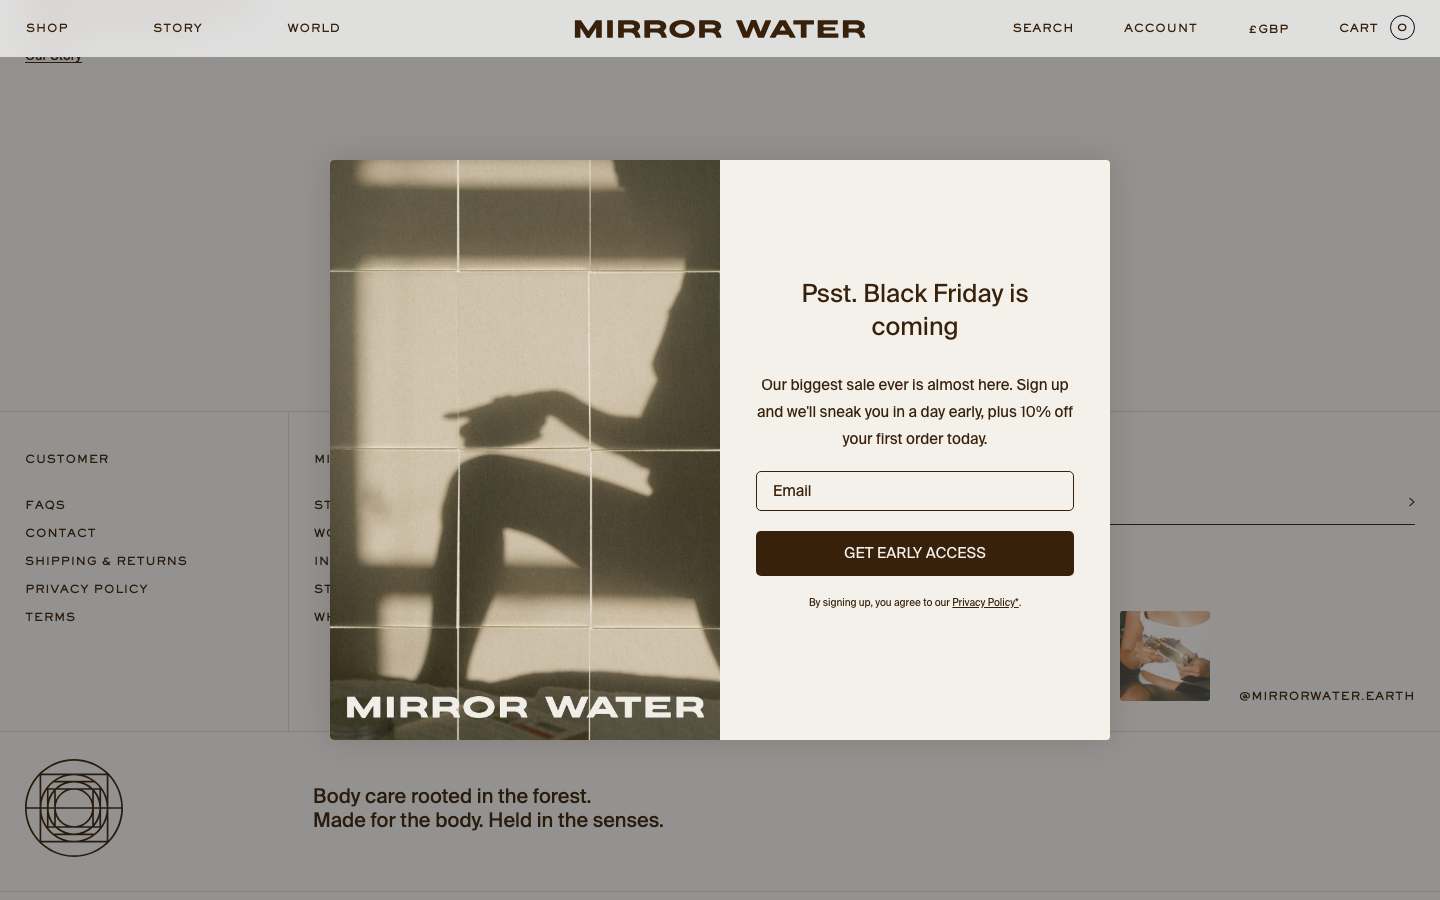 SHOP
STORY
WORLD
MIRROR WATER
SEARCH
ACCOUNT
£GBP
CART 0
Our Story
Psst. Black Friday is
coming
Our biggest sale ever is almost here. Sign up
and we'll sneak you in a day early, plus 10% off
your first order today.
Email
GET EARLY ACCESS
By signing up, you agree to our Privacy Policy*.
MIRROR WATER
CUSTOMER
FAQS
CONTACT
SHIPPING & RETURNS
PRIVACY POLICY
TERMS
@MIRRORWATER.EARTH
Body care rooted in the forest.
Made for the body. Held in the senses.